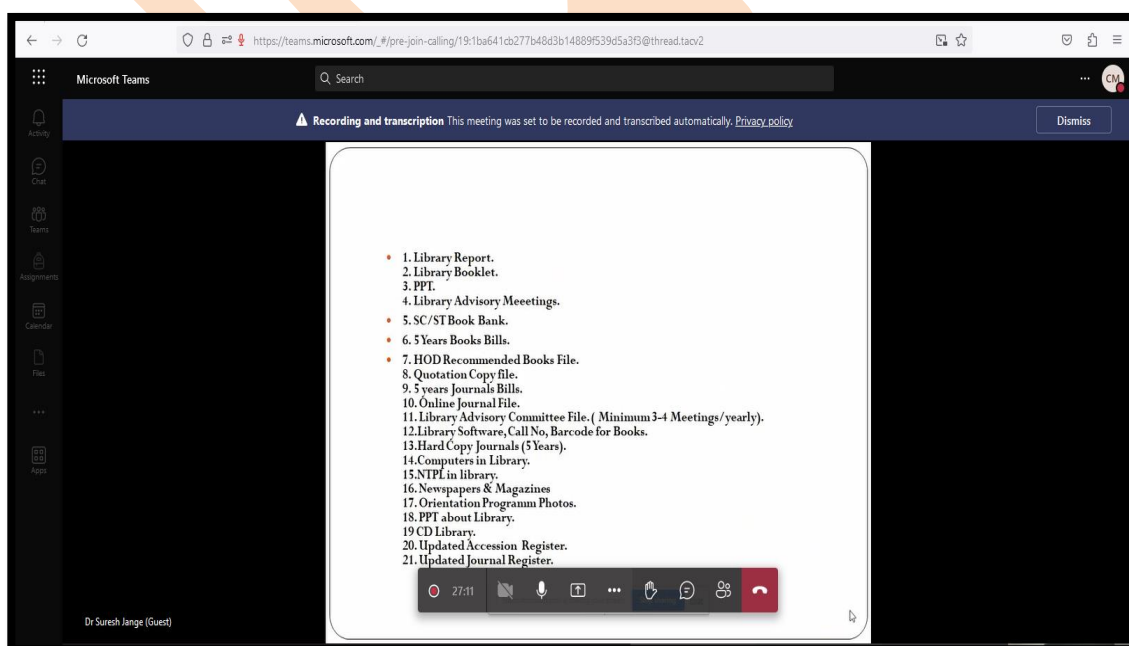 https://teams.microsoft.com/_#/pre-join-calling/19:1ba641cb277b48d3b14889f539d5a3f3@thread.tacv2
Microsoft Teams
Search
CM
Recording and transcription This meeting was set to be recorded and transcribed automatically. Privacy policy
Dismiss
Activity
Chat
Teams
Assignments
Calendar
Files
Apps
• 1. Library Report.
2. Library Booklet.
3. PPT.
4. Library Advisory Meeetings.
• 5. SC/ST Book Bank.
• 6. 5 Years Books Bills.
• 7. HOD Recommended Books File.
8. Quotation Copy file.
9. 5 years Journals Bills.
10. Online Journal File.
11. Library Advisory Committee File. ( Minimum 3-4 Meetings/yearly).
12.Library Software, Call No, Barcode for Books.
13.Hard Copy Journals (5 Years).
14.Computers in Library.
15.NTPL in library.
16. Newspapers & Magazines
17. Orientation Programm Photos.
18. PPT about Library.
19 CD Library.
20. Updated Accession Register.
21. Updated Journal Register.
27:11
Dr Suresh Jange (Guest)